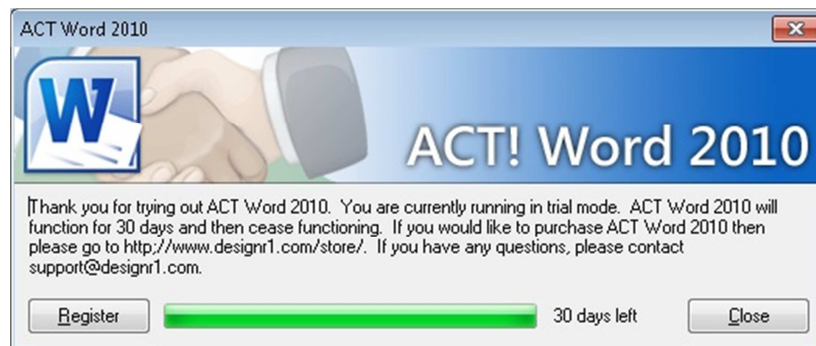 ACT Word 2010
W
ACT! Word 2010
Thank you for trying out ACT Word 2010. You are currently running in trial mode. ACT Word 2010 will
function for 30 days and then cease functioning. If you would like to purchase ACT Word 2010 then
please go to http;//www.designr1.com/store/. If you have any questions, please contact
support@designr1.com.
Register
30 days left
Close